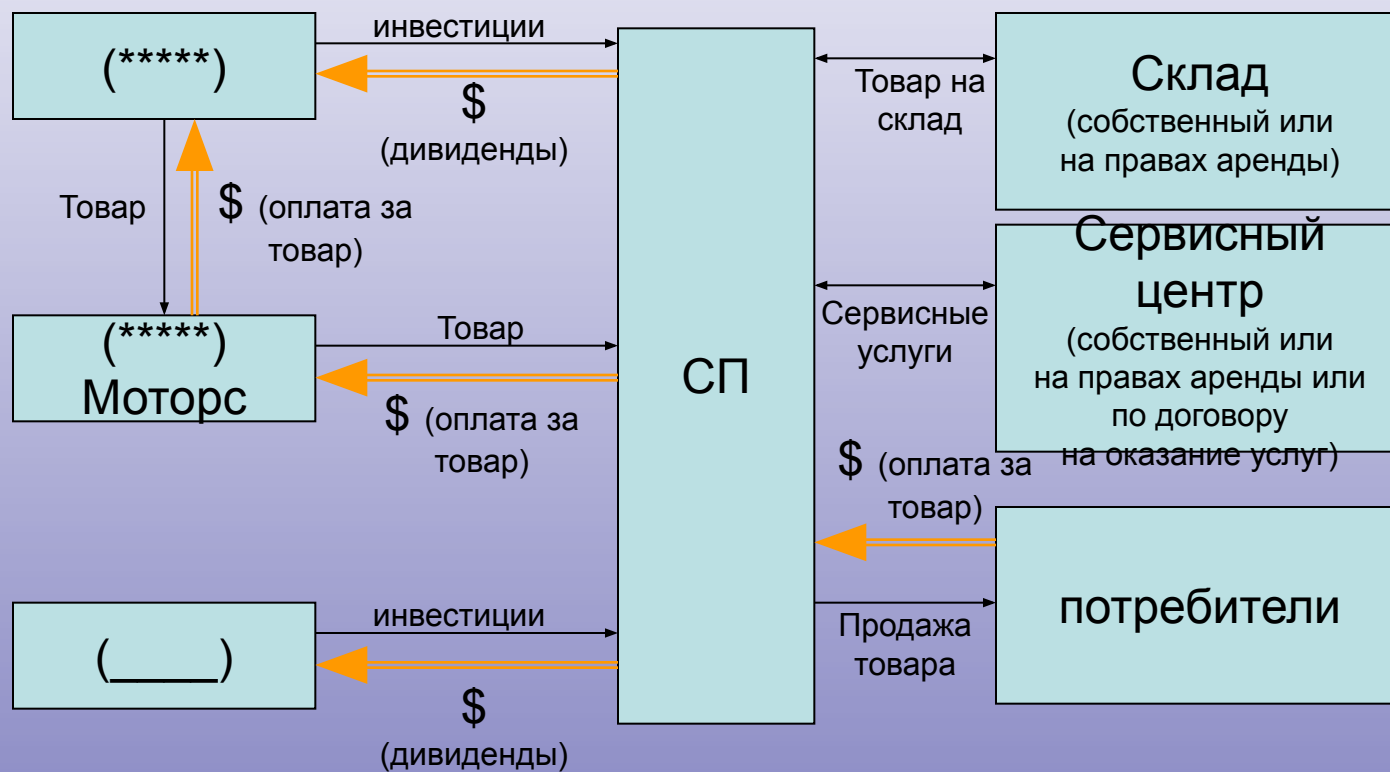 (*****)
инвестиции
$
(дивиденды)
Товар
$ (оплата за
товар)
(*****)
Моторс
Товар
$ (оплата за
товар)
(____)
инвестиции
$
(дивиденды)
СП
Товар на
склад
Склад
(собственный или
на правах аренды)
Сервисные
услуги
Сервисный
центр
(собственный или
на правах аренды или
по договору
на оказание услуг)
$ (оплата за
товар)
Продажа
товара
потребители